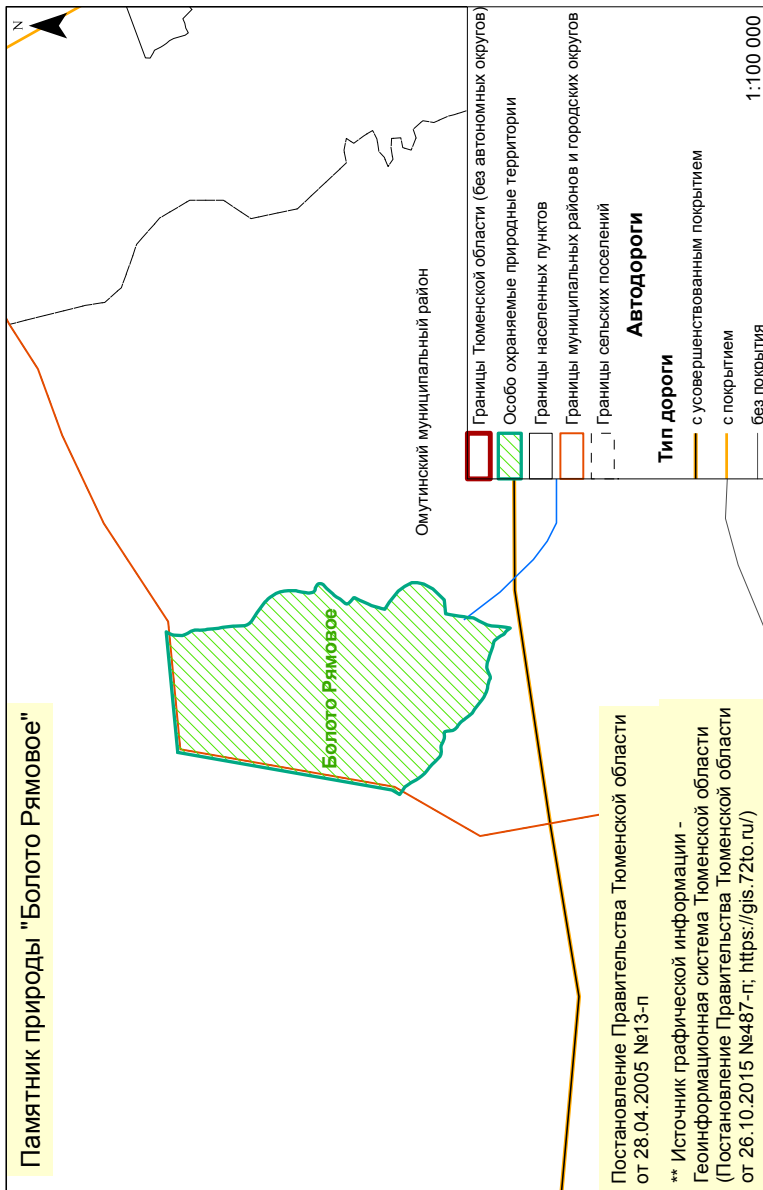 Памятник природы "Болото Рямовое"
N
Болото Рямовое
Омутинский муниципальный район
Границы Тюменской области (без автономных округов)
Особо охраняемые природные территории
Границы населенных пунктов
Границы муниципальных районов и городских округов
Границы сельских поселений
Автодороги
Тип дороги
с усовершенствованным покрытием
с покрытием
без покрытия
1:100 000
Постановление Правительства Тюменской области
от 28.04.2005 №13-п
** Источник графической информации -
Геоинформационная система Тюменской области
(Постановление Правительства Тюменской области
от 26.10.2015 №487-п; https://gis.72to.ru/)